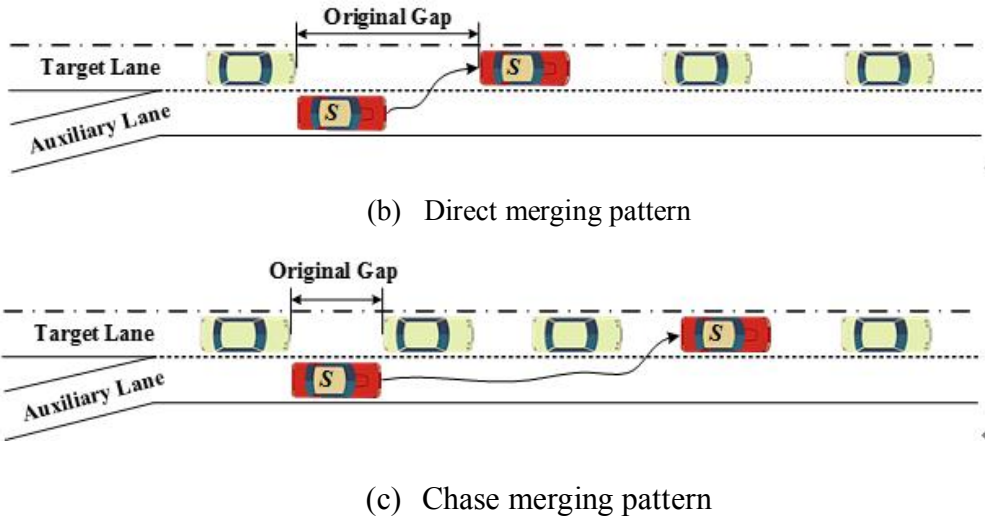 Original Gap
Target Lane
S
S
Auxiliary Lane
(b) Direct merging pattern
Original Gap
Target Lane
S
S
Auxiliary Lane
(c) Chase merging pattern